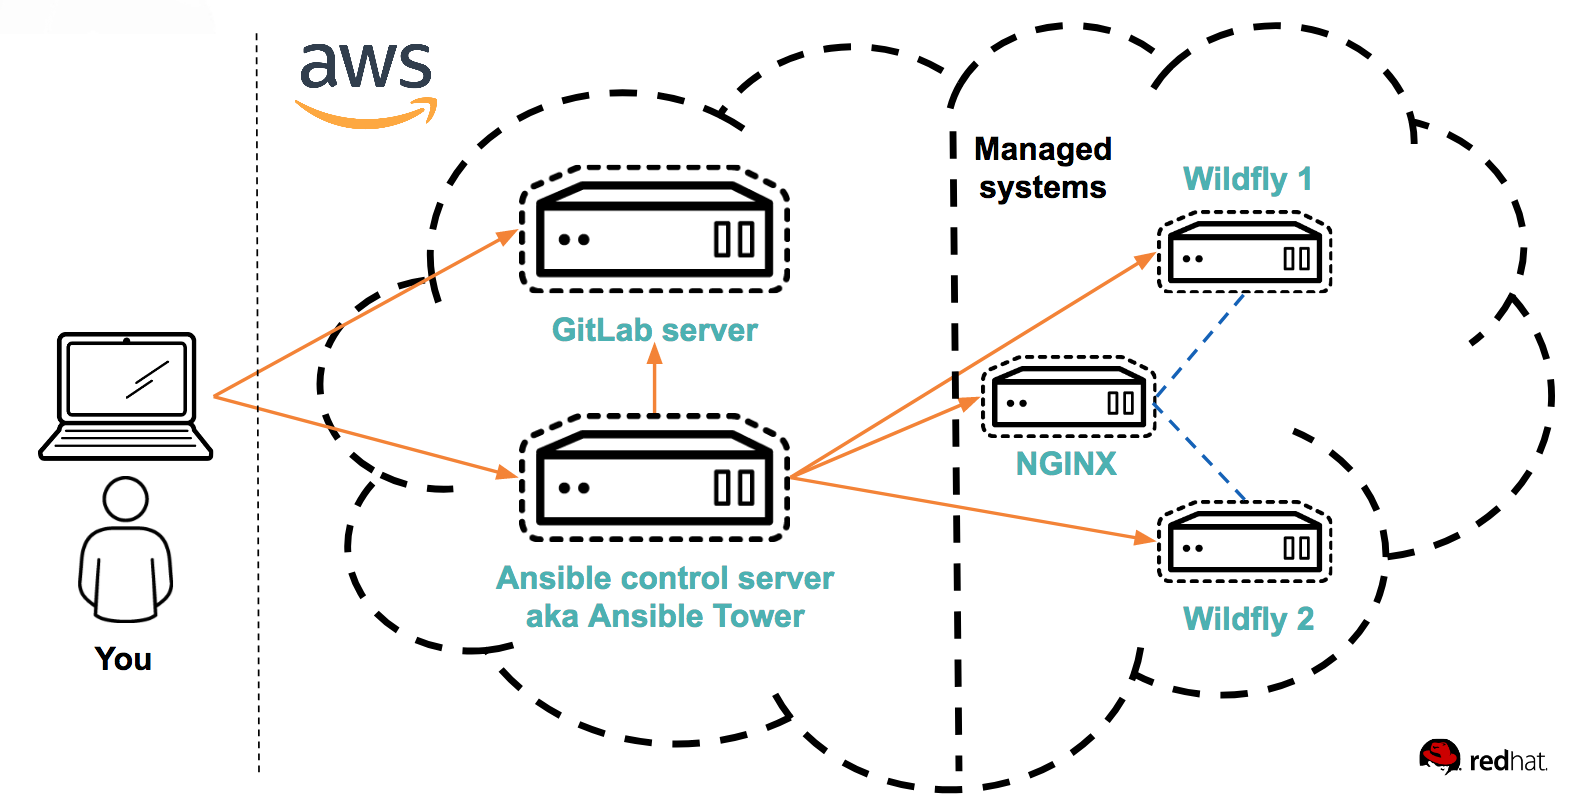 aws
Managed
systems
Wildfly 1
GitLab server
NGINX
Ansible control server
aka Ansible Tower
Wildfly 2
You
redhat.